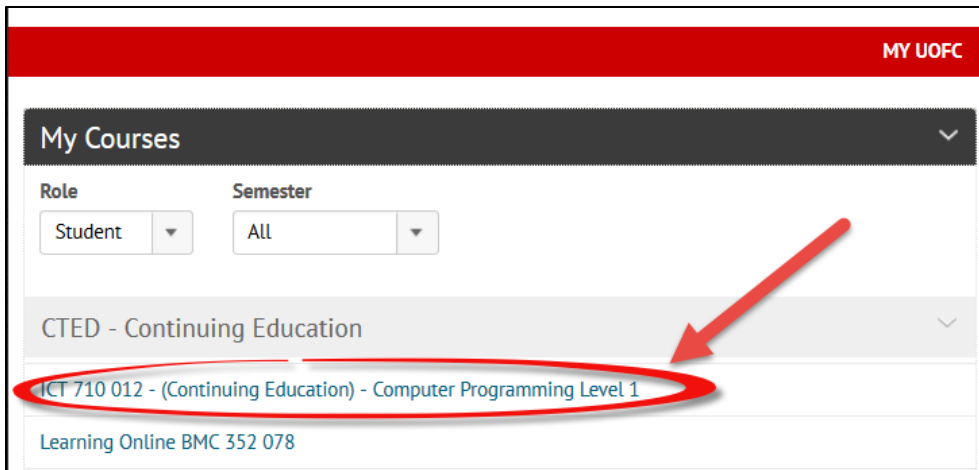 MY UOFC
My Courses
Role Semester
Student All
CTED - Continuing Education
ICT 710 012 - (Continuing Education) - Computer Programming Level 1
Learning Online BMC 352 078